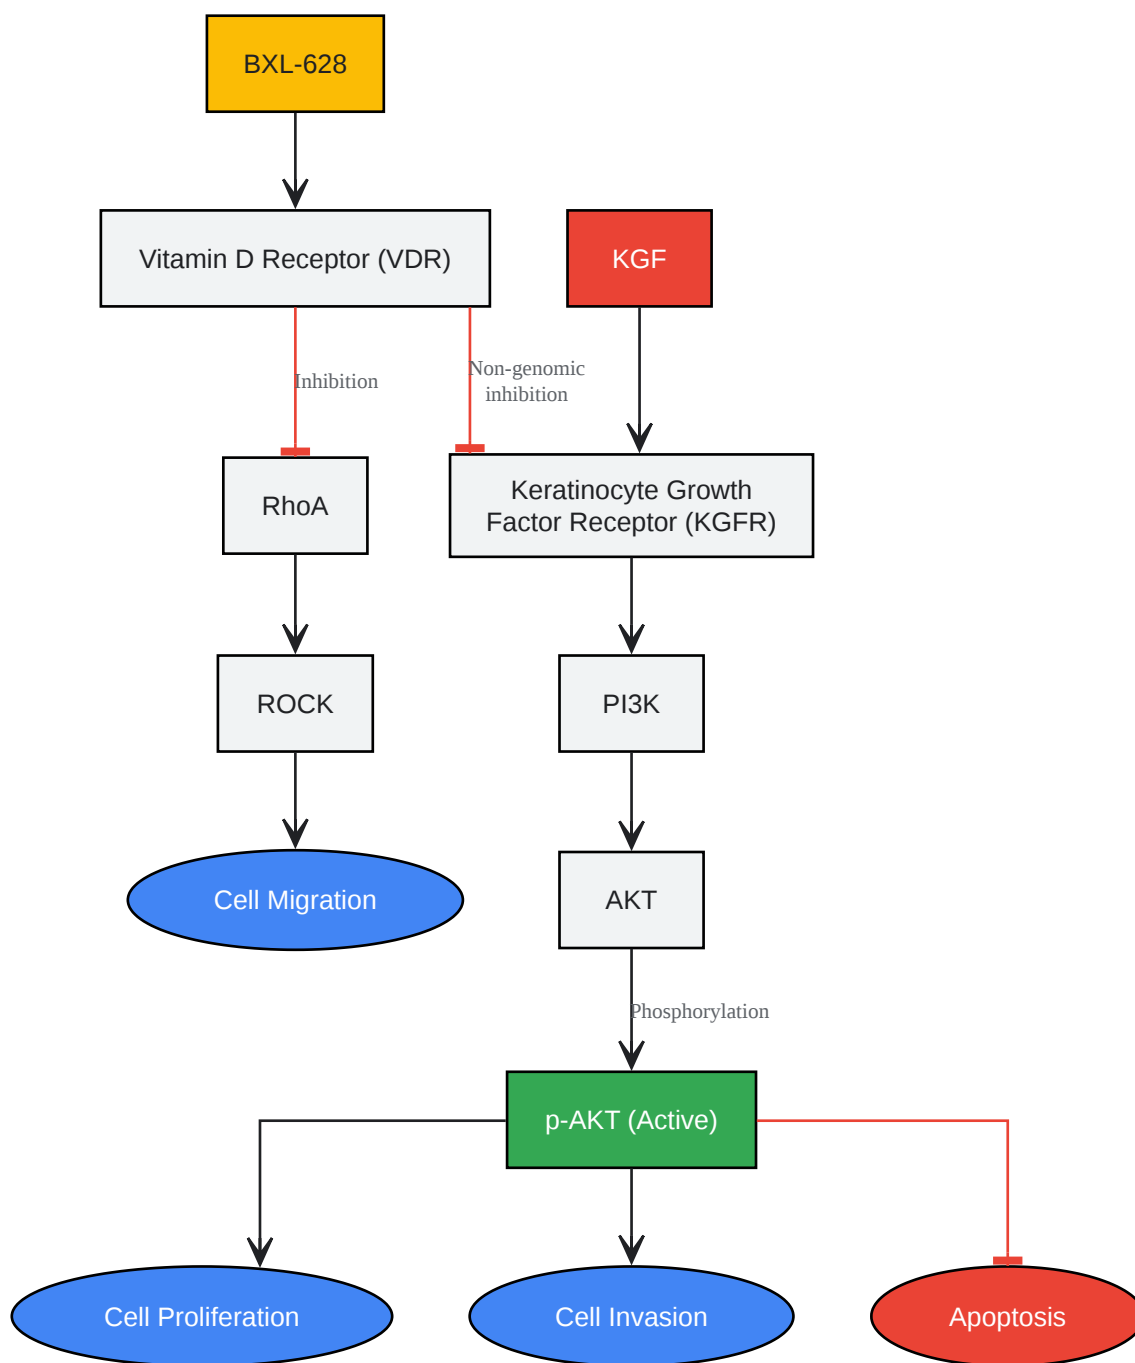 BXL-628
Vitamin D Receptor (VDR)
KGF
Inhibition
Non-genomic
inhibition
RhoA
Keratinocyte Growth
Factor Receptor (KGFR)
ROCK
PI3K
Cell Migration
AKT
Phosphorylation
p-AKT (Active)
Cell Proliferation
Cell Invasion
Apoptosis